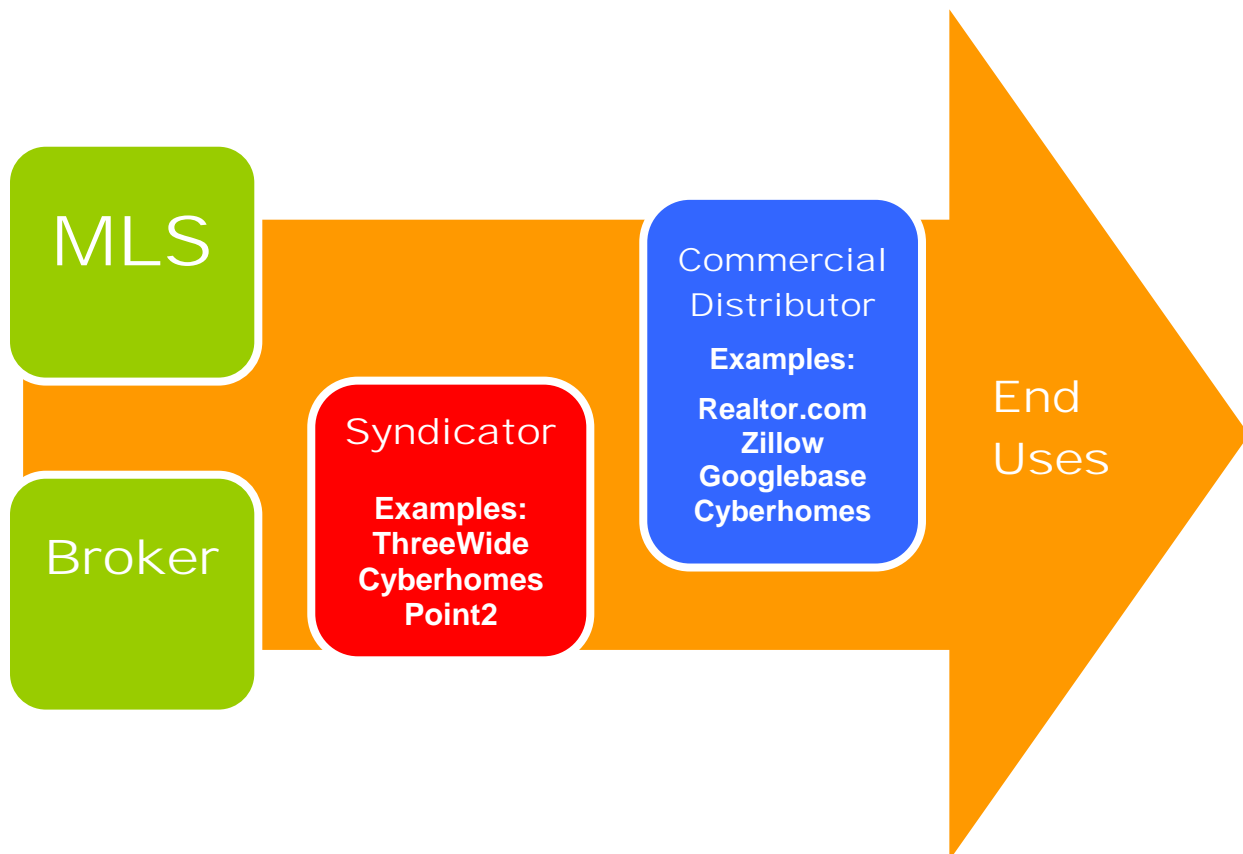 MLS
Broker
Syndicator
Examples:
ThreeWide
Cyberhomes
Point2
Commercial
Distributor
Examples:
Realtor.com
Zillow
Googlebase
Cyberhomes
End
Uses